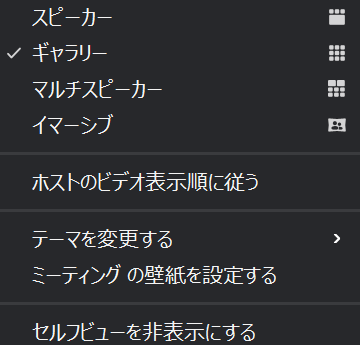 スピーカー
ギャラリー
マルチスピーカー
イマーシブ
ホストのビデオ表示順に従う
テーマを変更する
ミーティング の壁紙を設定する
セルフビューを非表示にする